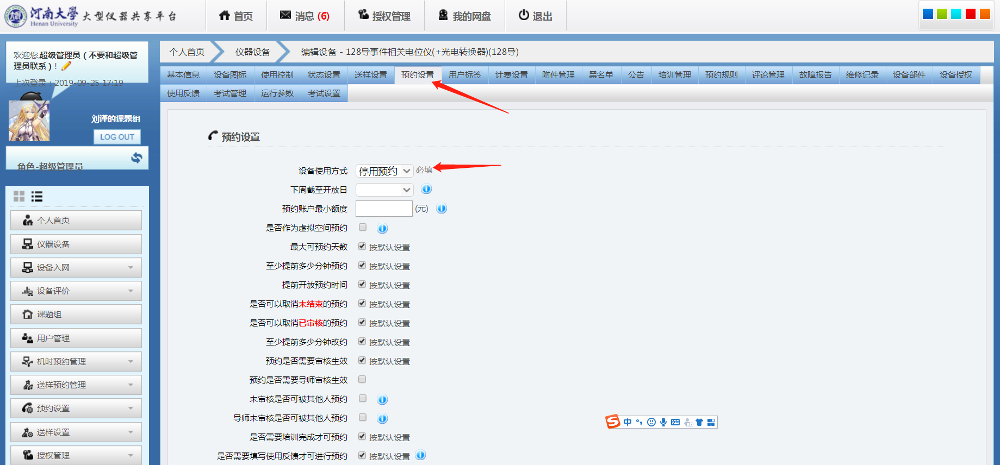 河南大學 大型仪器共享平台
Henan University
首页
消息 (6)
授权管理
我的网盘
退出
欢迎您,超级管理员 ( 不要和超级管理员联系 ) !
上次登录 : 2019-09-25 17:19
刘谨的课题组
LOG OUT
角色-超级管理员
个人首页
仪器设备
设备入网
设备评价
课题组
用户管理
机时预约管理
送样预约管理
预约设置
送样设置
授权管理
个人首页 仪器设备 编辑设备 - 128导事件相关电位仪(+光电转换器)(128导)
基本信息 设备图标 使用控制 状态设置 送样设置 预约设置 用户标签 计费设置 附件管理 黑名单 公告 培训管理 预约规则 评论管理 故障报告 维修记录 设备部件 设备授权
使用反馈 考试管理 运行参数 考试设置
预约设置
设备使用方式 停用预约 必填
下周截至开放日
预约账户最小额度 (元)
是否作为虚拟空间预约
最大可预约天数 按默认设置
至少提前多少分钟预约 按默认设置
提前开放预约时间 按默认设置
是否可以取消未结束的预约 按默认设置
是否可以取消已审核的预约 按默认设置
至少提前多少分钟改约 按默认设置
预约是否需要审核生效 按默认设置
预约是否需要导师审核生效
未审核是否可被其他人预约
导师未审核是否可被其他人预约
是否需要培训完成才可预约 按默认设置
是否需要填写使用反馈才可进行预约 按默认设置
中